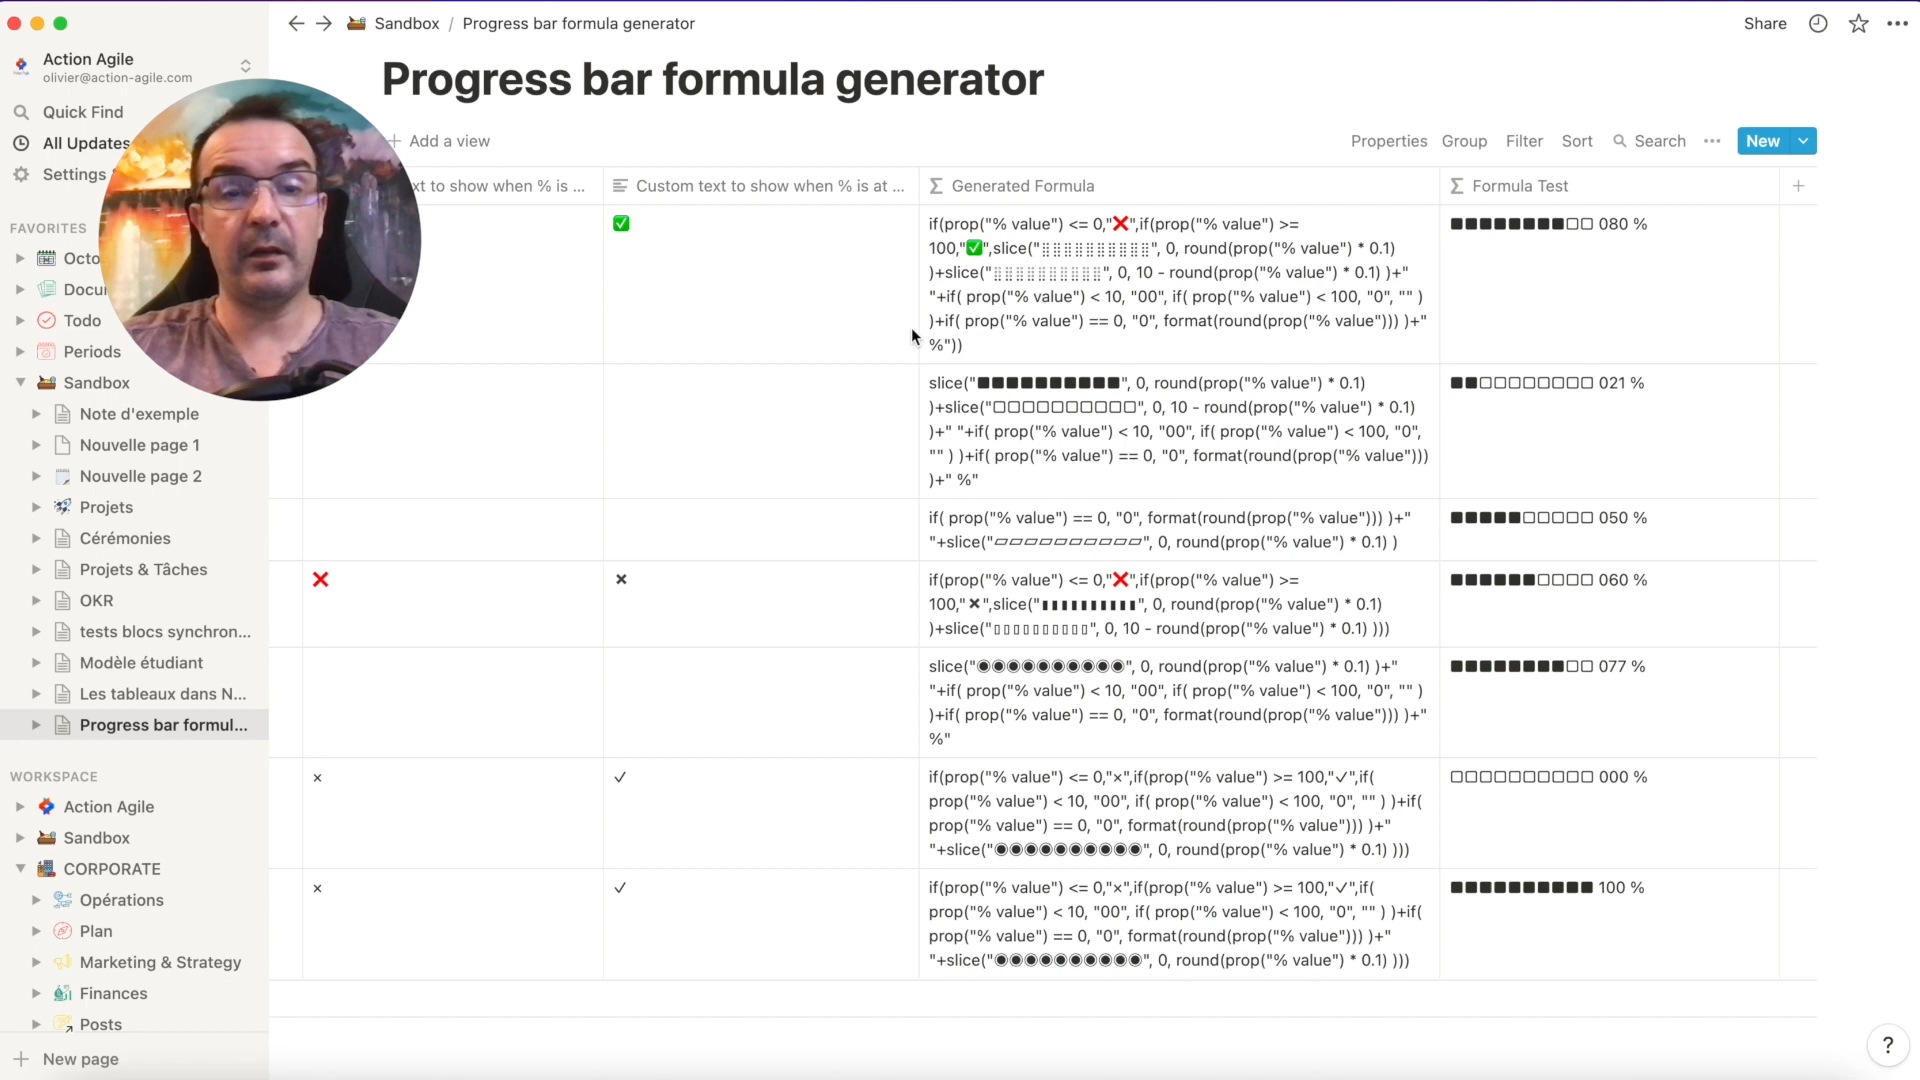 Sandbox / Progress bar formula generator
Share
Action Agile
olivier@action-agile.com
Quick Find
All Updates
Settings
FAVORITES
Octo
Docu
Todo
Periods
Sandbox
Note d'exemple
Nouvelle page 1
Nouvelle page 2
Projets
Cérémonies
Projets & Tâches
OKR
tests blocs synchron...
Modèle étudiant
Les tableaux dans N...
Progress bar formul...
WORKSPACE
Action Agile
Sandbox
CORPORATE
Opérations
Plan
Marketing & Strategy
Finances
Posts
New page
Progress bar formula generator
Add a view
Properties Group Filter Sort Search ••• New
xt to show when % is ...
Custom text to show when % is at ...
Generated Formula
Formula Test
✅
if(prop("% value") <= 0,"❌",if(prop("% value") >=
100,"✅",slice("⣿⣿⣿⣿⣿⣿⣿⣿⣿⣿", 0, round(prop("% value") * 0.1)
)+slice("⣿⣿⣿⣿⣿⣿⣿⣿⣿⣿", 0, 10 - round(prop("% value") * 0.1) )+"
"+if( prop("% value") < 10, "00", if( prop("% value") < 100, "0", "" )
)+if( prop("% value") == 0, "0", format(round(prop("% value"))) )+"
%"))
■■■■■■■■□□ 080 %
slice("■■■■■■■■■■", 0, round(prop("% value") * 0.1)
)+slice("□□□□□□□□□□", 0, 10 - round(prop("% value") * 0.1)
)+" "+if( prop("% value") < 10, "00", if( prop("% value") < 100, "0",
"" ) )+if( prop("% value") == 0, "0", format(round(prop("% value")))
)+" %"
■■□□□□□□□□ 021 %
if( prop("% value") == 0, "0", format(round(prop("% value"))) )+"
"+slice("▱▱▱▱▱▱▱▱▱▱", 0, round(prop("% value") * 0.1) )
■■■■■□□□□□ 050 %
❌
✖
if(prop("% value") <= 0,"❌",if(prop("% value") >=
100,"✖",slice("▮▮▮▮▮▮▮▮▮▮", 0, round(prop("% value") * 0.1)
)+slice("▯▯▯▯▯▯▯▯▯▯", 0, 10 - round(prop("% value") * 0.1) )))
■■■■■■□□□□ 060 %
slice("◉◉◉◉◉◉◉◉◉◉", 0, round(prop("% value") * 0.1) )+"
"+if( prop("% value") < 10, "00", if( prop("% value") < 100, "0", "" )
)+if( prop("% value") == 0, "0", format(round(prop("% value"))) )+"
%"
■■■■■■■■□□ 077 %
×
✓
if(prop("% value") <= 0,"×",if(prop("% value") >= 100,"✓",if(
prop("% value") < 10, "00", if( prop("% value") < 100, "0", "" ) )+if(
prop("% value") == 0, "0", format(round(prop("% value"))) )+"
"+slice("◉◉◉◉◉◉◉◉◉◉", 0, round(prop("% value") * 0.1) )))
□□□□□□□□□□ 000 %
×
✓
if(prop("% value") <= 0,"×",if(prop("% value") >= 100,"✓",if(
prop("% value") < 10, "00", if( prop("% value") < 100, "0", "" ) )+if(
prop("% value") == 0, "0", format(round(prop("% value"))) )+"
"+slice("◉◉◉◉◉◉◉◉◉◉", 0, round(prop("% value") * 0.1) )))
■■■■■■■■■■ 100 %
?